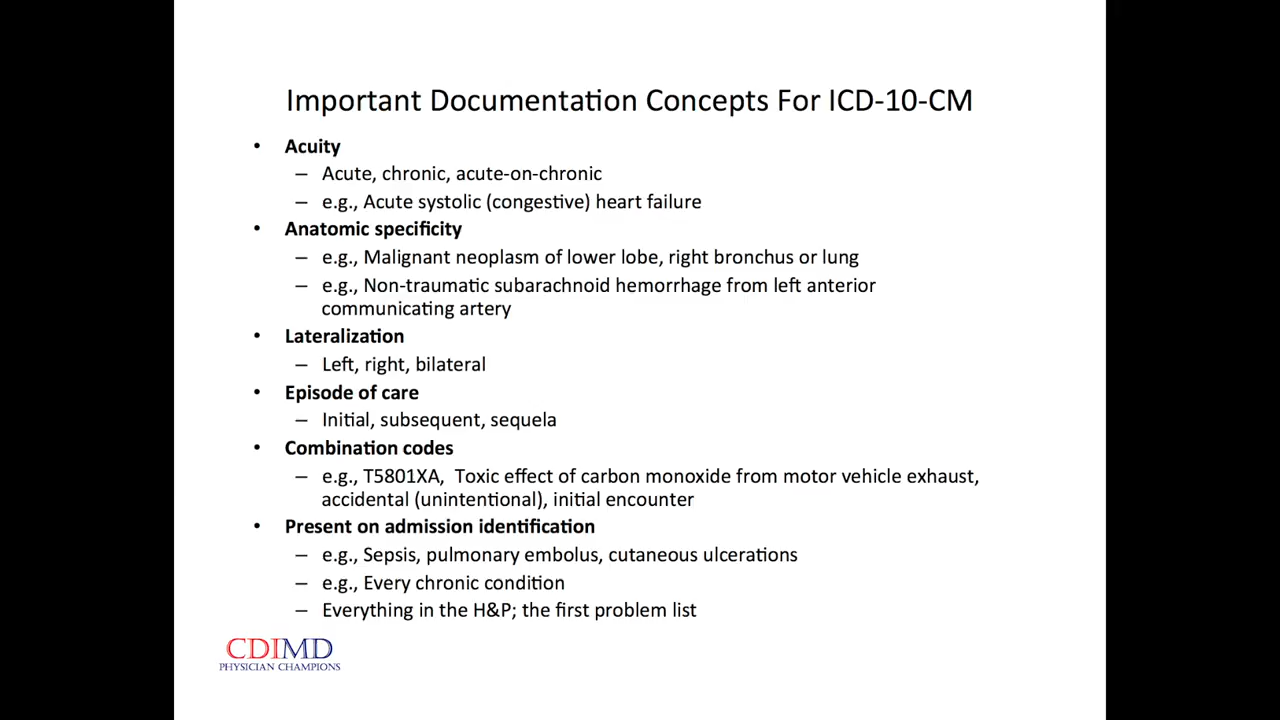 Important Documentation Concepts For ICD-10-CM
• Acuity
– Acute, chronic, acute-on-chronic
– e.g., Acute systolic (congestive) heart failure
• Anatomic specificity
– e.g., Malignant neoplasm of lower lobe, right bronchus or lung
– e.g., Non-traumatic subarachnoid hemorrhage from left anterior
communicating artery
• Lateralization
– Left, right, bilateral
• Episode of care
– Initial, subsequent, sequela
• Combination codes
– e.g., T5801XA, Toxic effect of carbon monoxide from motor vehicle exhaust,
accidental (unintentional), initial encounter
• Present on admission identification
– e.g., Sepsis, pulmonary embolus, cutaneous ulcerations
– e.g., Every chronic condition
– Everything in the H&P; the first problem list
CDIMD
PHYSICIAN CHAMPIONS